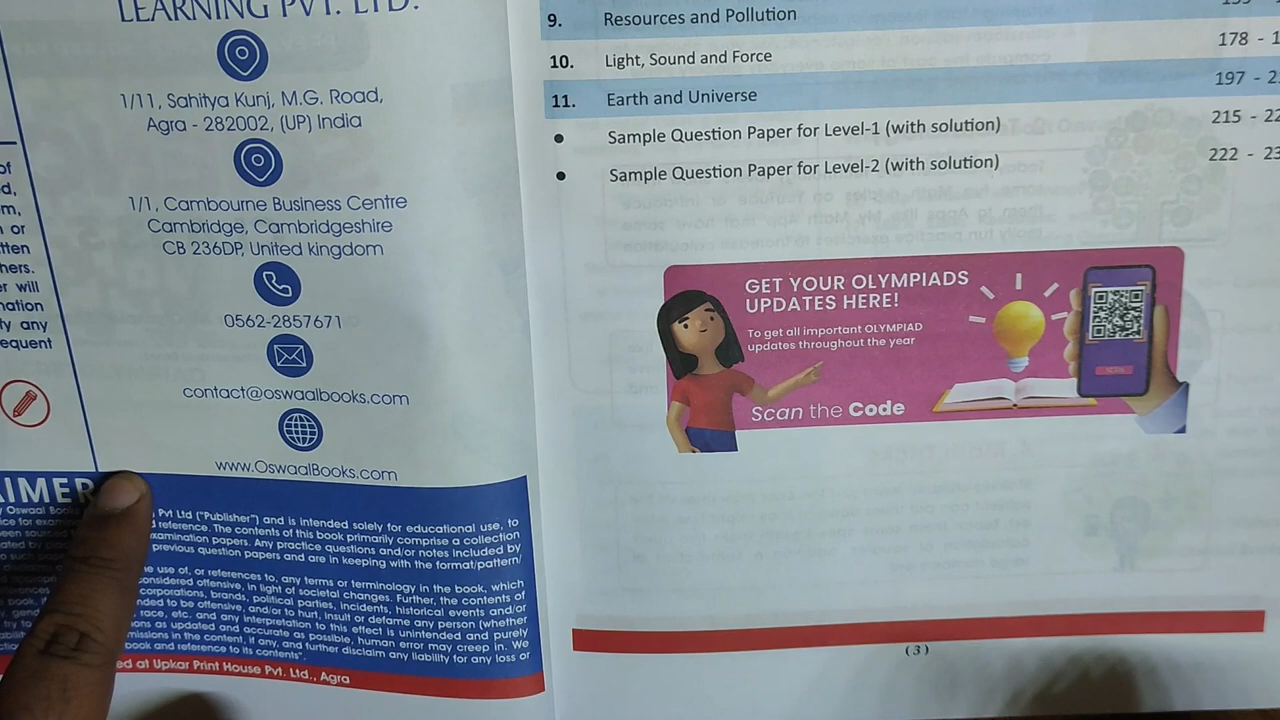 LEARNING PVT. LTD.
1/11, Sahitya Kunj, M.G. Road,
Agra - 282002, (UP) India
1/1, Cambourne Business Centre
Cambridge, Cambridgeshire
CB 236DP, United kingdom
0562-2857671
contact@oswaalbooks.com
www.OswaalBooks.com
of
d,
m,
or
tten
hers.
er will
nation
ty any
equent
AIMER
Pvt Ltd ("Publisher") and is intended solely for educational use, to
reference. The contents of this book primarily comprise a collection
examination papers. Any practice questions and/or notes included by
previous question papers and are in keeping with the format/pattern/
use of, or references to, any terms or terminology in the book, which
considered offensive, in light of societal changes. Further, the contents of
corporations, brands, political parties, incidents, historical events and/or
nded to be offensive, and/or to hurt, insult or defame any person (whether
race, etc, and any interpretation to this effect is unintended and purely
ons as updated and accurate as possible, human error may creep in. We
missions in the content, if any, and further disclaim any liability for any loss or
book and reference to its contents".
ed at Upkar Print House Pvt. Ltd., Agra
9. Resources and Pollution
10. Light, Sound and Force 178 - 1
11. Earth and Universe 197 - 2
• Sample Question Paper for Level-1 (with solution) 215 - 22
• Sample Question Paper for Level-2 (with solution) 222 - 23
GET YOUR OLYMPIADS
UPDATES HERE!
To get all important OLYMPIAD
updates throughout the year
Scan the Code
(3)